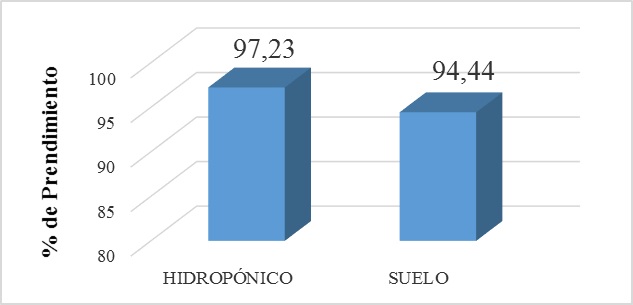 % de Prendimiento
100
95
90
85
80
97,23
94,44
HIDROPÓNICO
SUELO